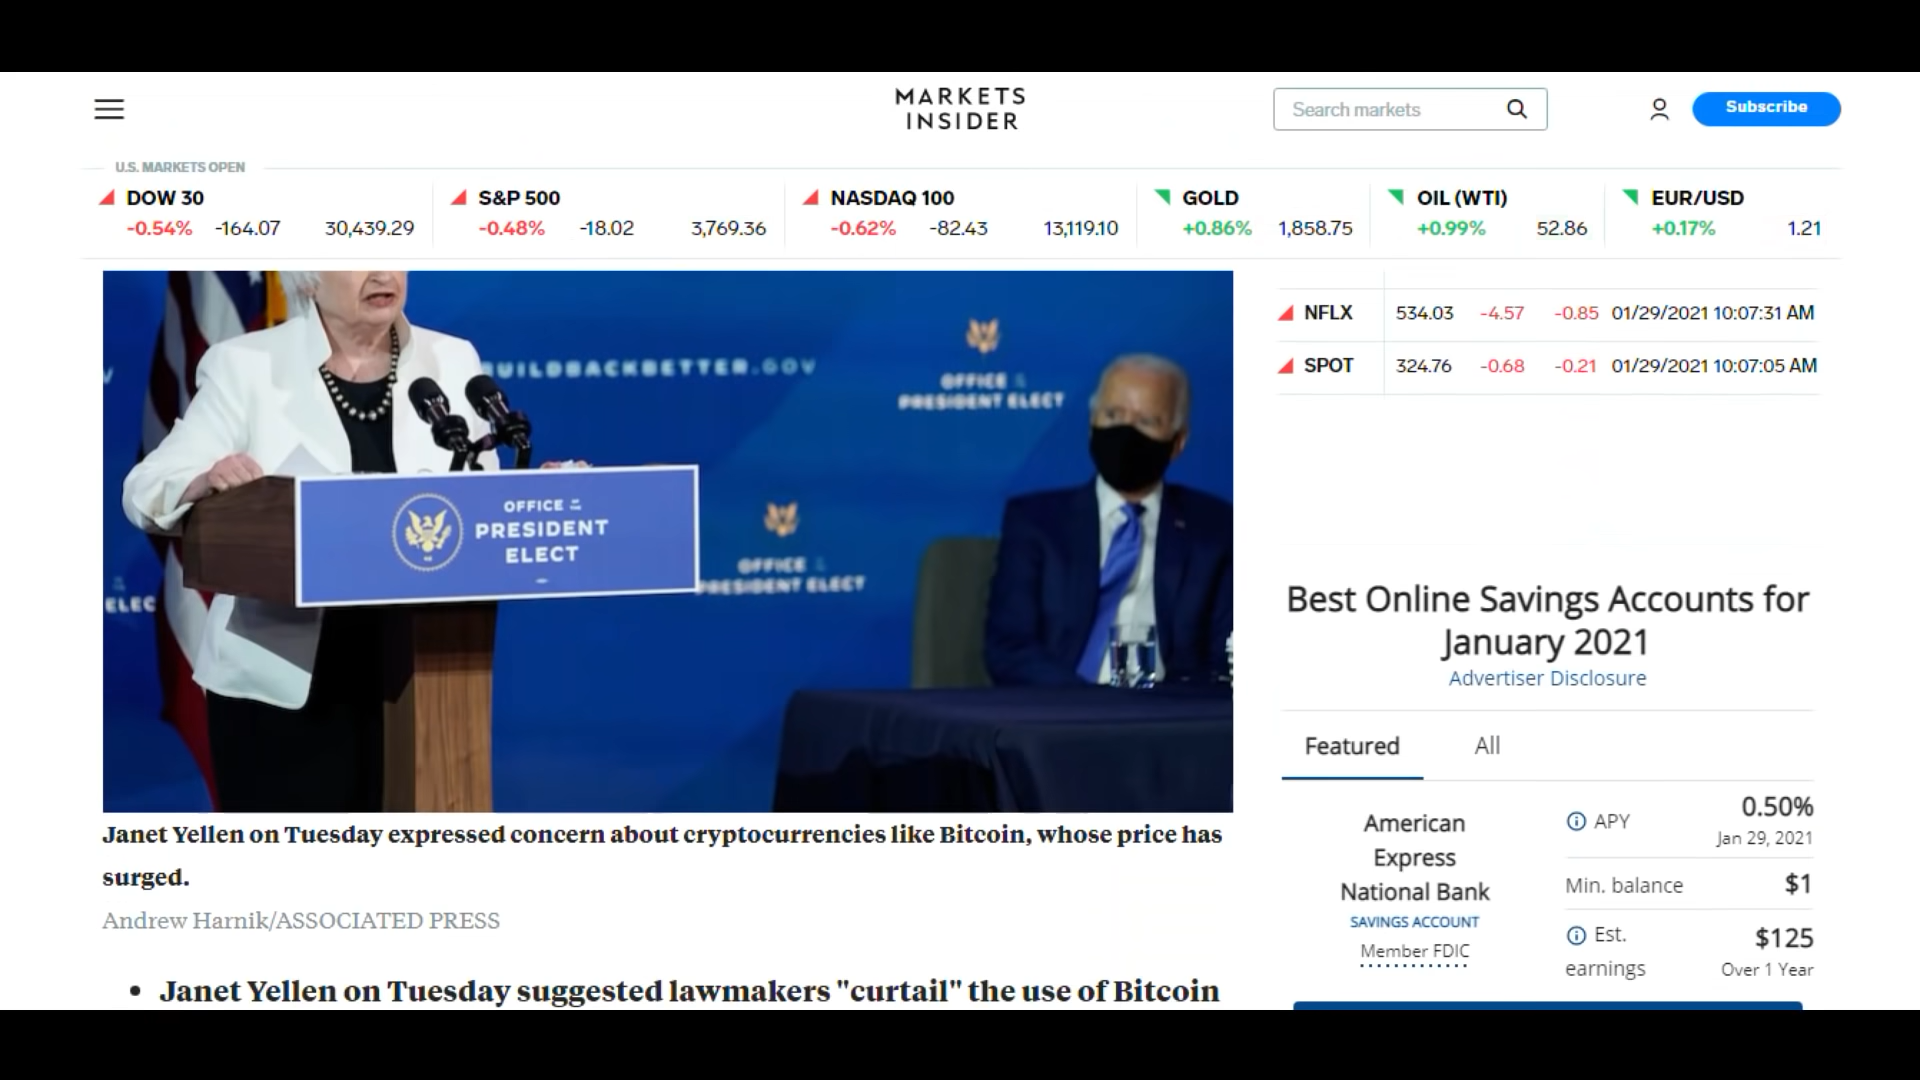 MARKETS
INSIDER
Search markets
Subscribe
U.S. MARKETS OPEN
DOW 30
-0.54% -164.07 30,439.29
S&P 500
-0.48% -18.02 3,769.36
NASDAQ 100
-0.62% -82.43 13,119.10
GOLD
+0.86% 1,858.75
OIL (WTI)
+0.99% 52.86
EUR/USD
+0.17% 1.21
BUILDBACKBETTER.GOV
OFFICE
PRESIDENT ELECT
OFFICE
PRESIDENT
ELECT
OFFICE
PRESIDENT ELECT
ELEC
Janet Yellen on Tuesday expressed concern about cryptocurrencies like Bitcoin, whose price has
surged.
Andrew Harnik/ASSOCIATED PRESS
• Janet Yellen on Tuesday suggested lawmakers "curtail" the use of Bitcoin
NFLX 534.03 -4.57 -0.85 01/29/2021 10:07:31 AM
SPOT 324.76 -0.68 -0.21 01/29/2021 10:07:05 AM
Best Online Savings Accounts for
January 2021
Advertiser Disclosure
Featured All
American
Express
National Bank
SAVINGS ACCOUNT
Member FDIC
APY 0.50%
Jan 29, 2021
Min. balance $1
Est.
earnings
$125
Over 1 Year